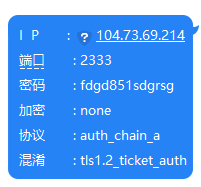 IP : ? 104.73.69.214
端口 : 2333
密码 : fdgd851sdgrsg
加密 : none
协议 : auth_chain_a
混淆 : tls1.2_ticket_auth